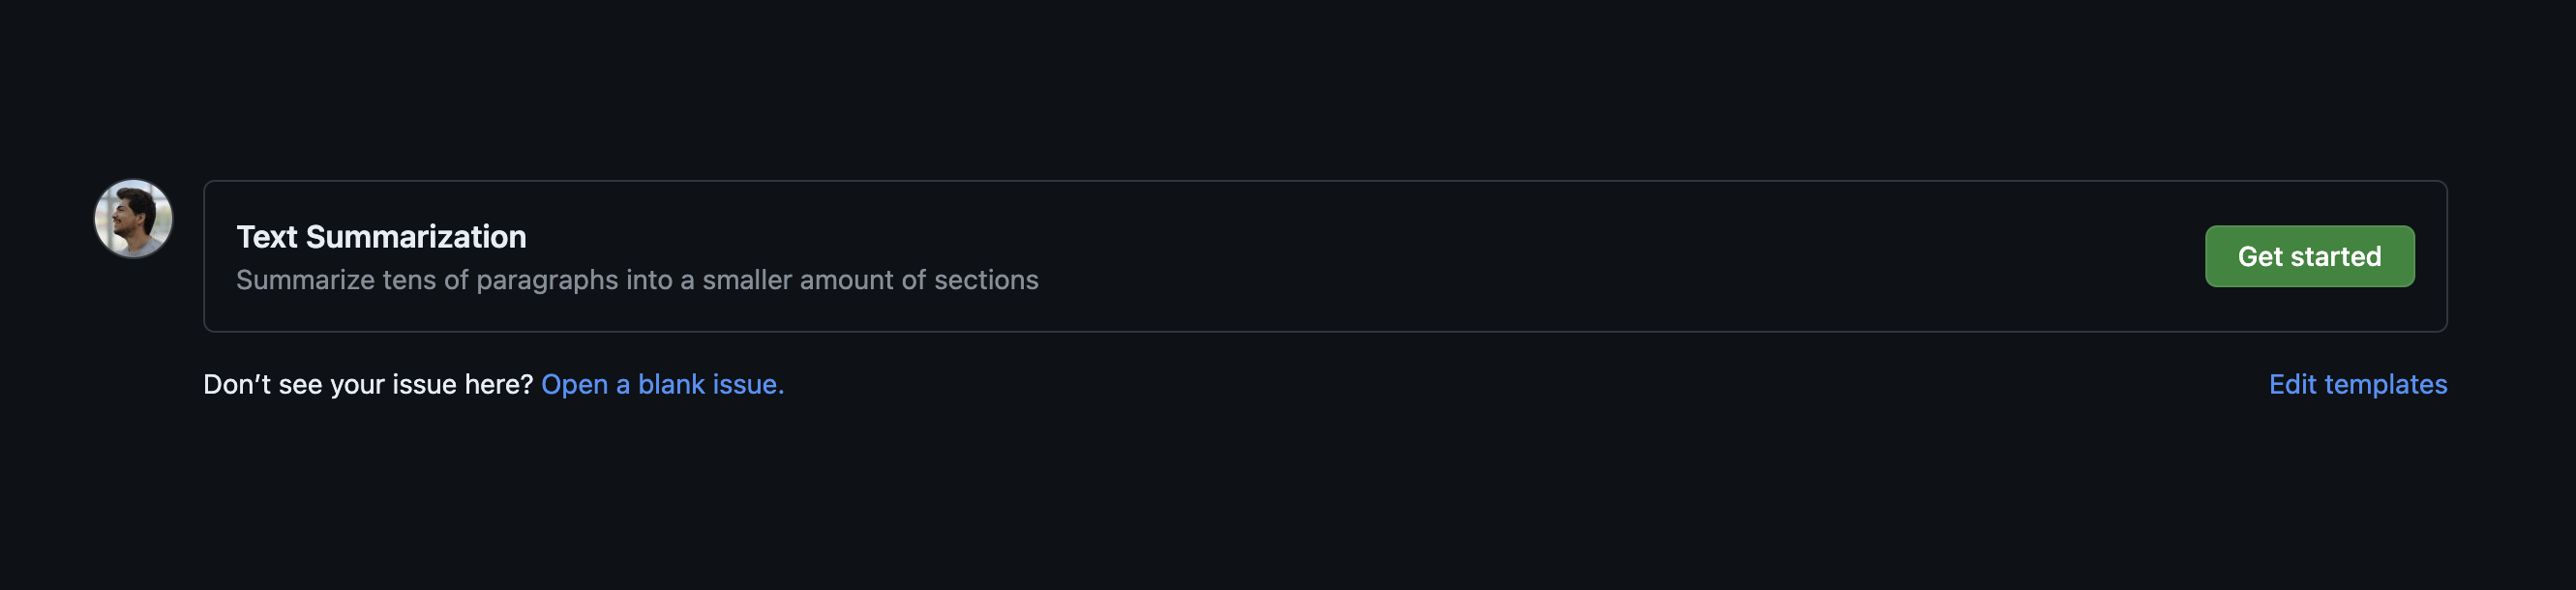 Text Summarization
Summarize tens of paragraphs into a smaller amount of sections
Get started
Don’t see your issue here? Open a blank issue.
Edit templates